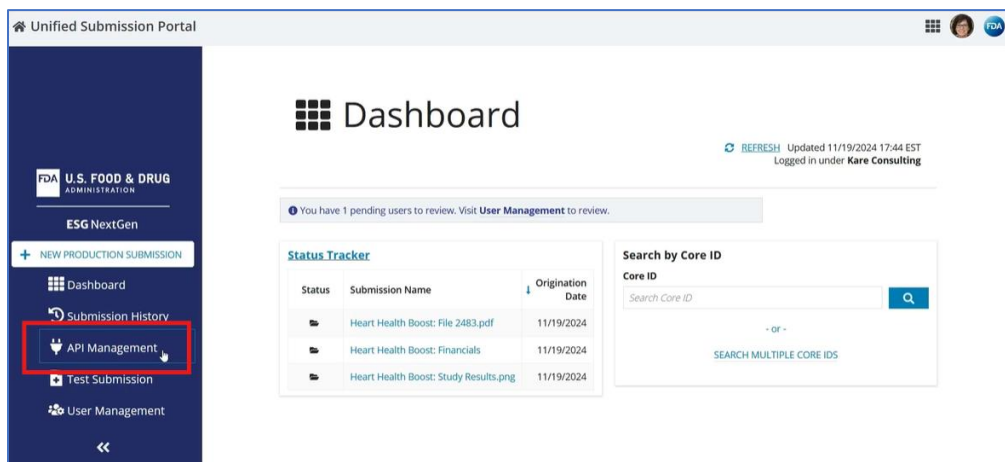 Unified Submission Portal
FDA
Dashboard
REFRESH Updated 11/19/2024 17:44 EST
Logged in under Kare Consulting
FDA U.S. FOOD & DRUG
ADMINISTRATION
ESG NextGen
+ NEW PRODUCTION SUBMISSION
Dashboard
Submission History
API Management
Test Submission
User Management
You have 1 pending users to review. Visit User Management to review.
Status Tracker
Status Submission Name ↓ Origination Date
Heart Health Boost: File 2483.pdf 11/19/2024
Heart Health Boost: Financials 11/19/2024
Heart Health Boost: Study Results.png 11/19/2024
Search by Core ID
Core ID
Search Core ID
- or -
SEARCH MULTIPLE CORE IDS